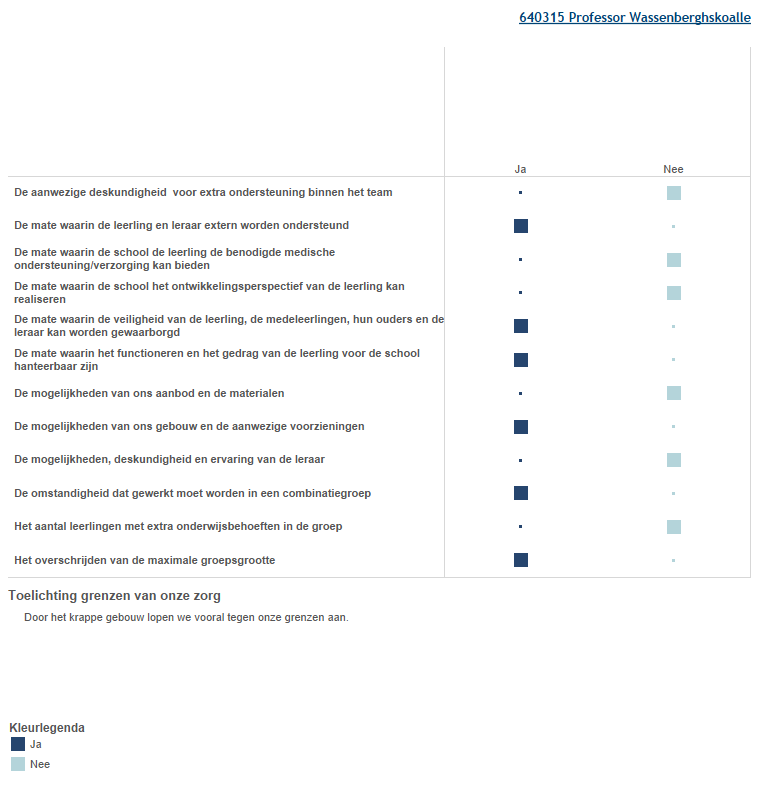 640315 Professor Wassenberghskoalle
Ja Nee
De aanwezige deskundigheid  voor extra ondersteuning binnen het team
De mate waarin de leerling en leraar extern worden ondersteund
De mate waarin de school de leerling de benodigde medische
ondersteuning/verzorging kan bieden
De mate waarin de school het ontwikkelingsperspectief van de leerling kan
realiseren
De mate waarin de veiligheid van de leerling, de medeleerlingen, hun ouders en de
leraar kan worden gewaarborgd
De mate waarin het functioneren en het gedrag van de leerling voor de school
hanteerbaar zijn
De mogelijkheden van ons aanbod en de materialen
De mogelijkheden van ons gebouw en de aanwezige voorzieningen
De mogelijkheden, deskundigheid en ervaring van de leraar
De omstandigheid dat gewerkt moet worden in een combinatiegroep
Het aantal leerlingen met extra onderwijsbehoeften in de groep
Het overschrijden van de maximale groepsgrootte
Toelichting grenzen van onze zorg
Door het krappe gebouw lopen we vooral tegen onze grenzen aan.
Kleurlegenda
Ja
Nee